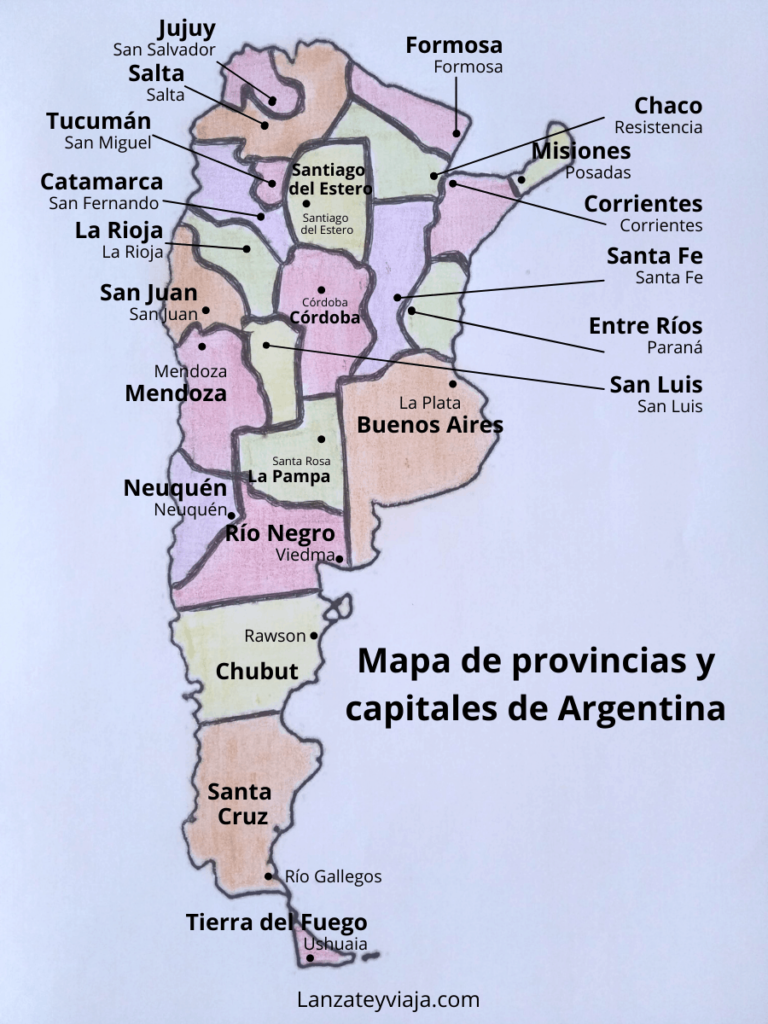 Jujuy
San Salvador
Salta
Salta
Tucumán
San Miguel
Catamarca
San Fernando
La Rioja
La Rioja
San Juan
San Juan
Mendoza
Mendoza
Neuquén
Neuquén
Formosa
Formosa
Chaco
Resistencia
Misiones
Posadas
Corrientes
Corrientes
Santa Fe
Santa Fe
Entre Ríos
Paraná
San Luis
San Luis
Santiago
del Estero
Santiago
del Estero
Córdoba
Córdoba
La Plata
Buenos Aires
Santa Rosa
La Pampa
Río Negro
Viedma
Rawson
Chubut
Mapa de provincias y
capitales de Argentina
Santa
Cruz
Río Gallegos
Tierra del Fuego
Ushuaia
Lanzateyviaja.com